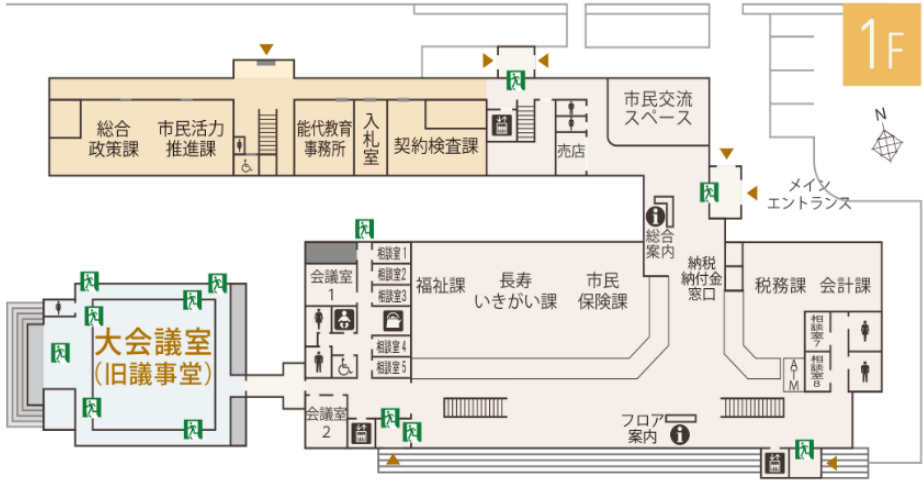 1F
N
総合
政策課
市民活力
推進課
能代教育
事務所
入札室
契約検査課
売店
市民交流
スペース
メイン
エントランス
総合
案内
納税
納付金
窓口
税務課
会計課
相談室7
相談室8
ATM
会議室
1
相談室1
相談室2
相談室3
相談室4
相談室5
福祉課
長寿
いきがい課
市民
保険課
大会議室
(旧議事堂)
会議室
2
フロア
案内